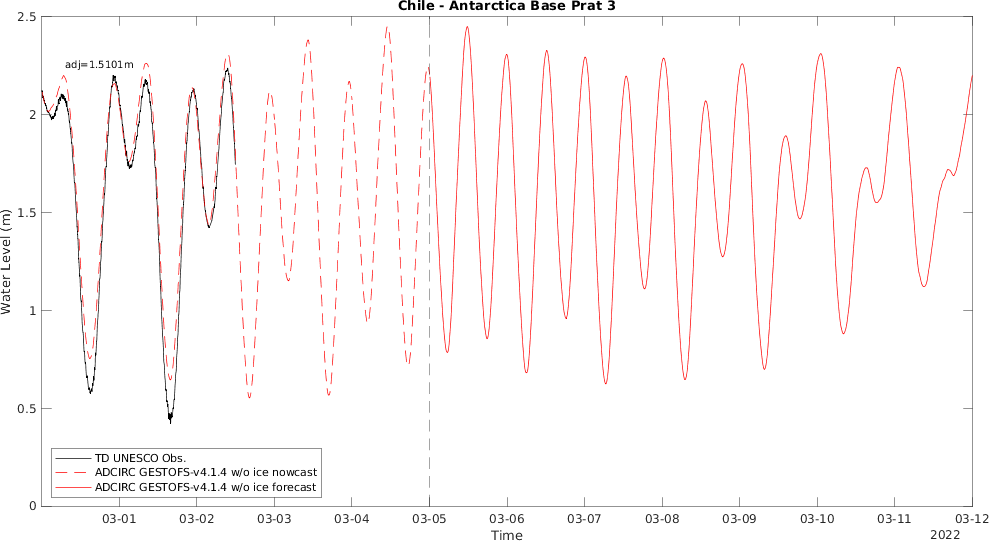 Chile - Antarctica Base Prat 3
adj=1.5101m
Water Level (m)
2.5
2
1.5
1
0.5
0
TD UNESCO Obs.
ADCIRC GESTOFS-v4.1.4 w/o ice nowcast
ADCIRC GESTOFS-v4.1.4 w/o ice forecast
03-01 03-02 03-03 03-04 03-05 03-06 03-07 03-08 03-09 03-10 03-11 03-12
Time
2022